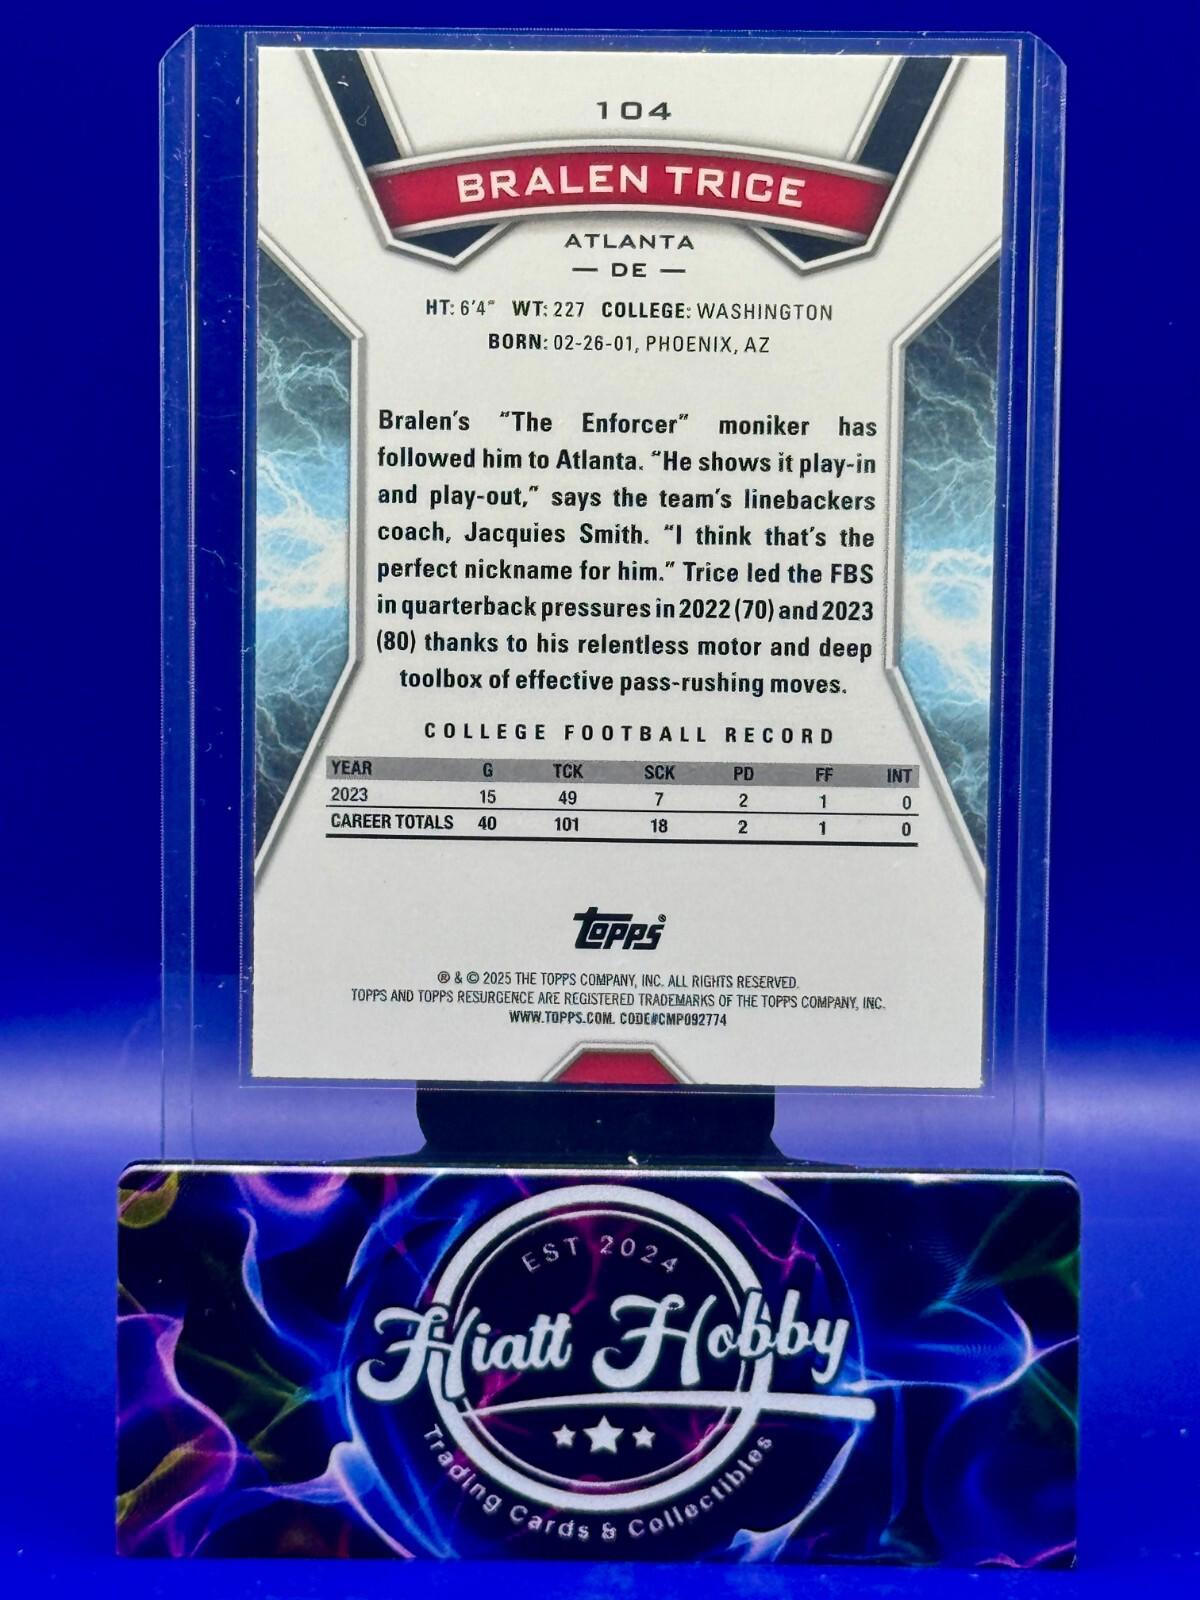 104
BRALEN TRICE
ATLANTA
— DE —
HT: 6'4" WT: 227 COLLEGE: WASHINGTON
BORN: 02-26-01, PHOENIX, AZ
Bralen's "The Enforcer" moniker has
followed him to Atlanta. "He shows it play-in
and play-out," says the team's linebackers
coach, Jacquies Smith. "I think that's the
perfect nickname for him." Trice led the FBS
in quarterback pressures in 2022 (70) and 2023
(80) thanks to his relentless motor and deep
toolbox of effective pass-rushing moves.
COLLEGE FOOTBALL RECORD
YEAR G TCK SCK PD FF INT
2023 15 49 7 2 1 0
CAREER TOTALS 40 101 18 2 1 0
topps®
® & © 2025 THE TOPPS COMPANY, INC. ALL RIGHTS RESERVED.
TOPPS AND TOPPS RESURGENCE ARE REGISTERED TRADEMARKS OF THE TOPPS COMPANY, INC.
WWW.TOPPS.COM. CODE#CMP092774
EST 2024
Hiatt Hobby
Trading Cards & Collectibles